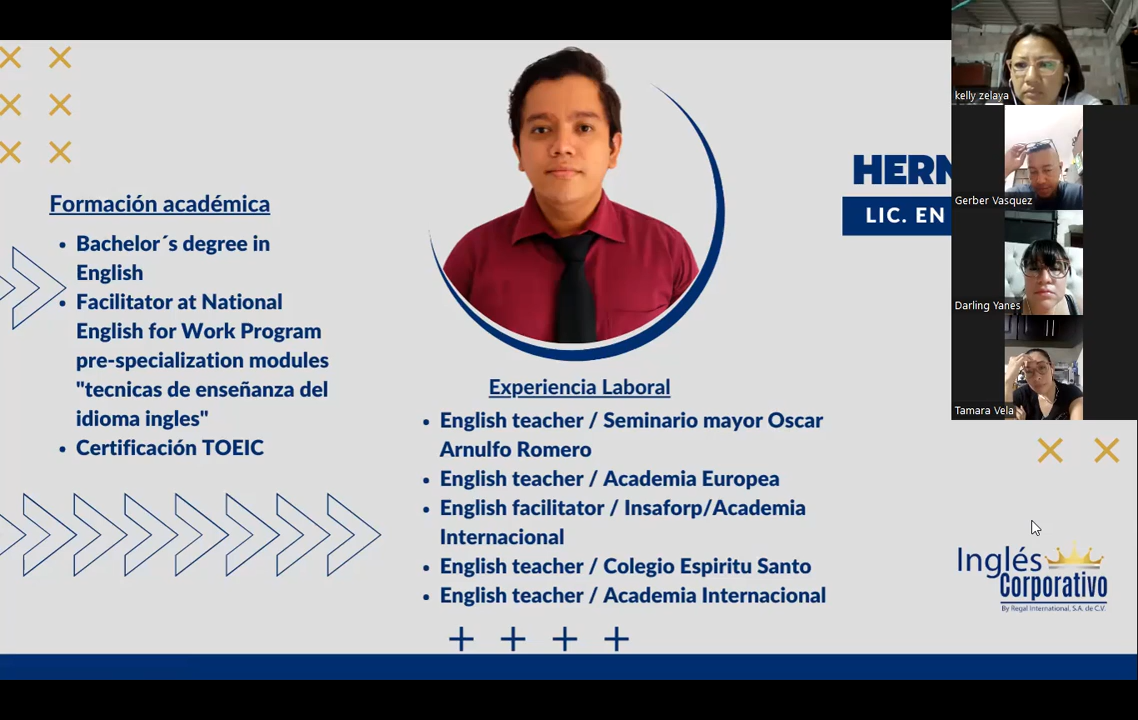 Formación académica
Bachelor´s degree in
English
Facilitator at National
English for Work Program
pre-specialization modules
"tecnicas de enseñanza del
idioma ingles"
Certificación TOEIC
Experiencia Laboral
English teacher / Seminario mayor Oscar
Arnulfo Romero
English teacher / Academia Europea
English facilitator / Insaforp/Academia
Internacional
English teacher / Colegio Espiritu Santo
English teacher / Academia Internacional
HERN
LIC. EN
kelly zelaya
Gerber Vasquez
Darling Yanes
Tamara Vela
Inglés
Corporativo
By Regal International, S.A. de C.V.